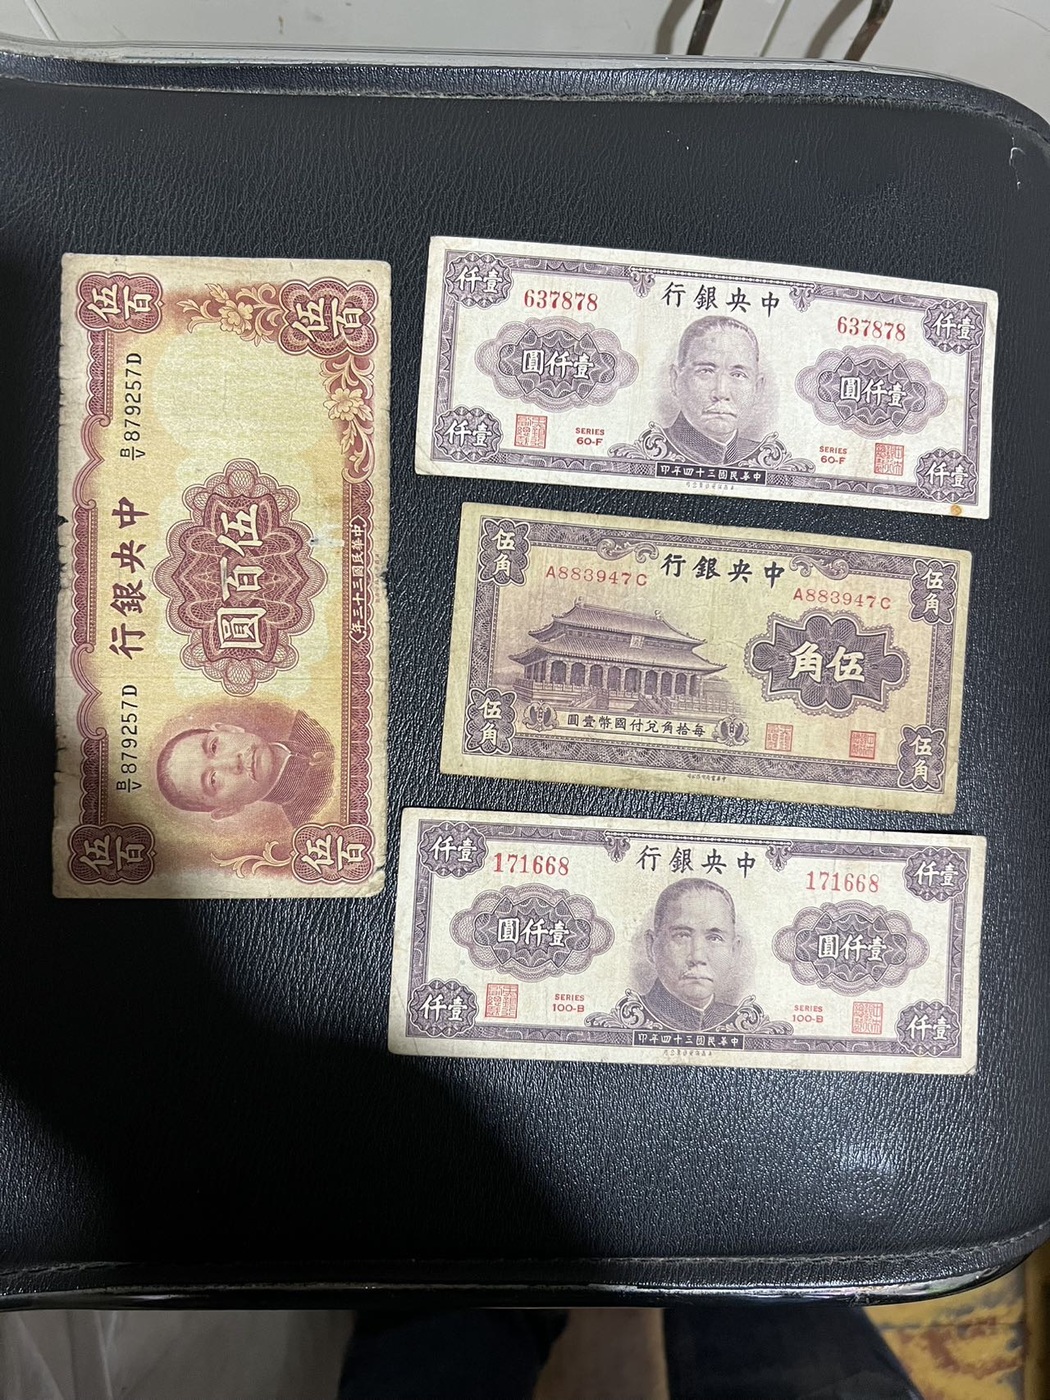 伍百
伍百
伍百
伍百
中央銀行
伍百圓
中華民國三十三年
B/V 879257D
B/V 879257D
仟壹
仟壹
行銀央中
637878
637878
圓仟壹
圓仟壹
SERIES
60-F
SERIES
60-F
仟壹
仟壹
印年四十三國民華中
伍角
伍角
行銀央中
A883947C
A883947C
角伍
圓壹幣國付兌角拾每
伍角
伍角
仟壹
仟壹
行銀央中
171668
171668
圓仟壹
圓仟壹
SERIES
100-B
SERIES
100-B
仟壹
仟壹
印年四十三國民華中